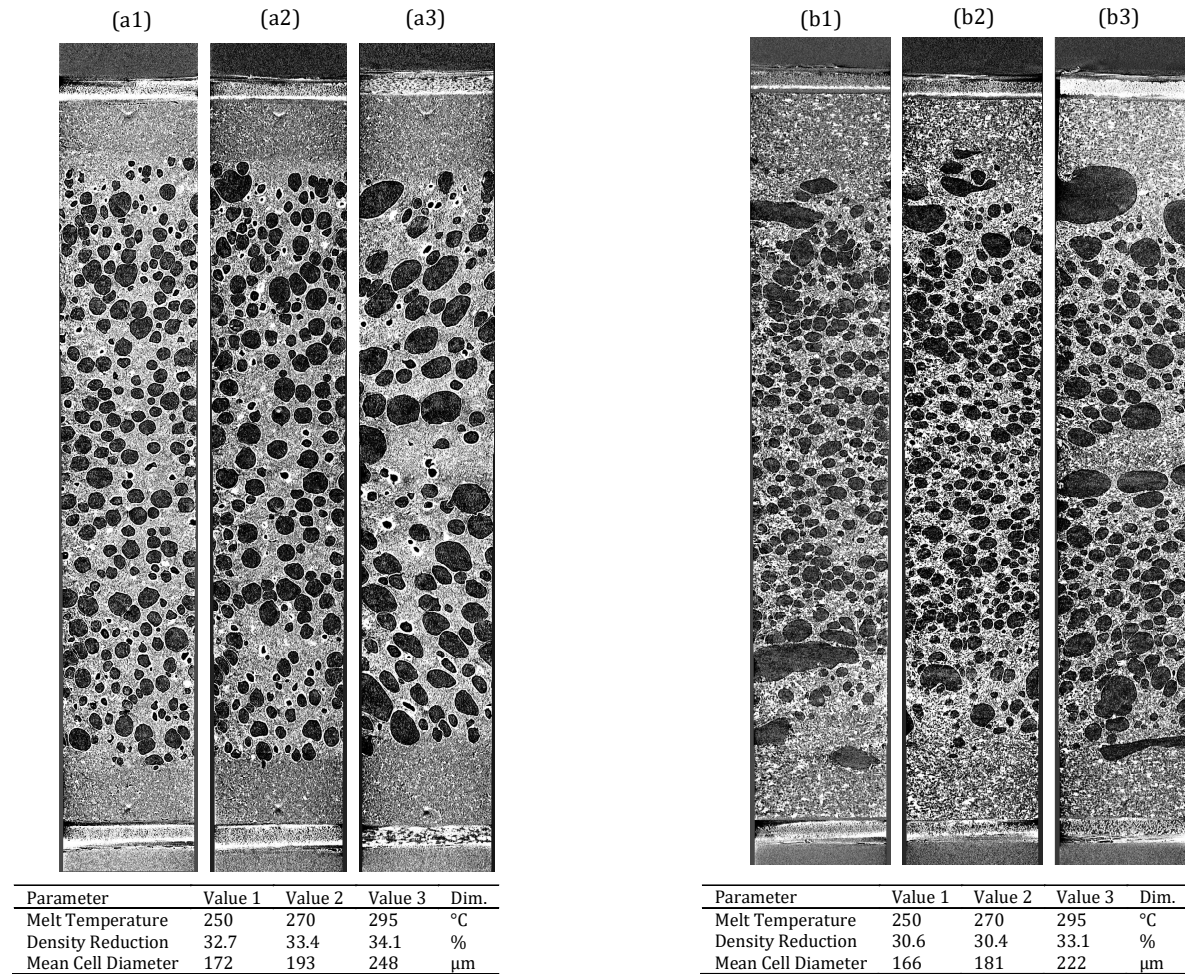 (a1) (a2) (a3)
Parameter Value 1 Value 2 Value 3 Dim.
Melt Temperature 250 270 295 °C
Density Reduction 32.7 33.4 34.1 %
Mean Cell Diameter 172 193 248 µm
(b1) (b2) (b3)
Parameter Value 1 Value 2 Value 3 Dim.
Melt Temperature 250 270 295 °C
Density Reduction 30.6 30.4 33.1 %
Mean Cell Diameter 166 181 222 µm